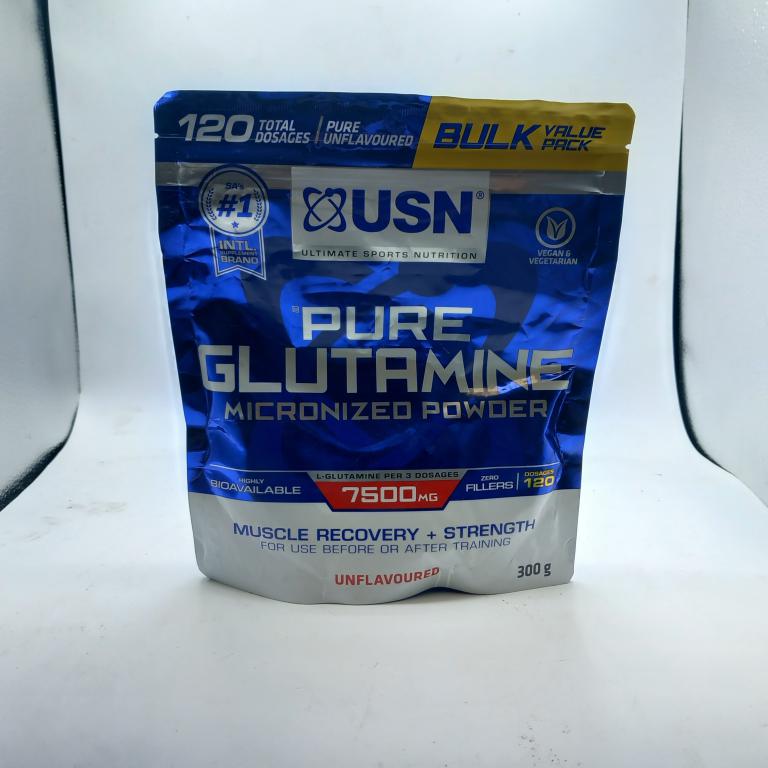 120 TOTAL DOSAGES | PURE UNFLAVOURED
BULK VALUE PACK
SA's
#1
INTL.
SUPPLEMENT
BRAND
USN®
ULTIMATE SPORTS NUTRITION
VEGAN &
VEGETARIAN
PURE
GLUTAMINE
MICRONIZED POWDER
HIGHLY
BIOAVAILABLE
L-GLUTAMINE PER 3 DOSAGES
7500MG
ZERO
FILLERS
DOSAGES
120
MUSCLE RECOVERY + STRENGTH
FOR USE BEFORE OR AFTER TRAINING
UNFLAVOURED
300 g